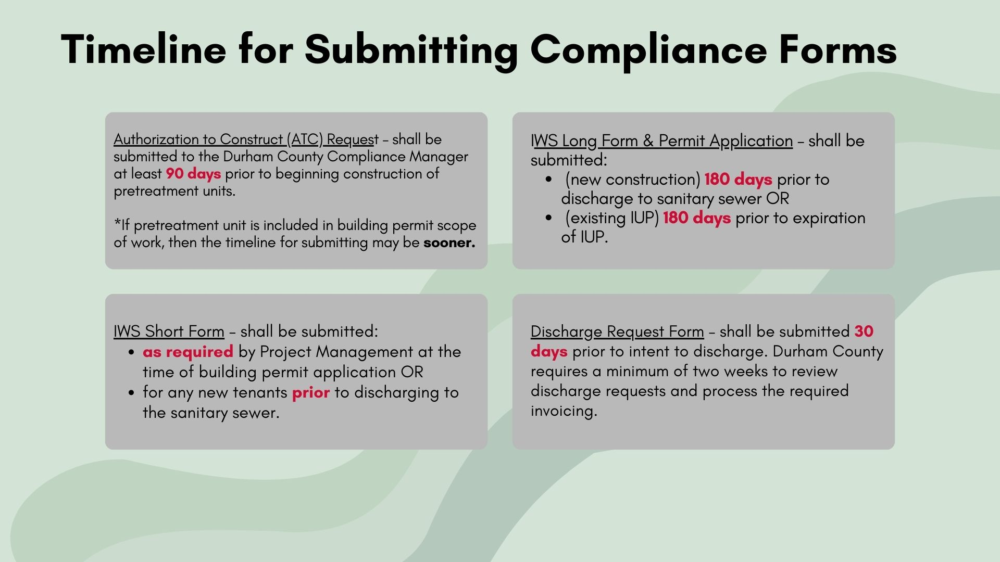 Timeline for Submitting Compliance Forms
Authorization to Construct (ATC) Request – shall be
submitted to the Durham County Compliance Manager
at least 90 days prior to beginning construction of
pretreatment units.
*If pretreatment unit is included in building permit scope
of work, then the timeline for submitting may be sooner.
IWS Long Form & Permit Application – shall be
submitted:
• (new construction) 180 days prior to
discharge to sanitary sewer OR
• (existing IUP) 180 days prior to expiration
of IUP.
IWS Short Form – shall be submitted:
• as required by Project Management at the
time of building permit application OR
• for any new tenants prior to discharging to
the sanitary sewer.
Discharge Request Form – shall be submitted 30
days prior to intent to discharge. Durham County
requires a minimum of two weeks to review
discharge requests and process the required
invoicing.